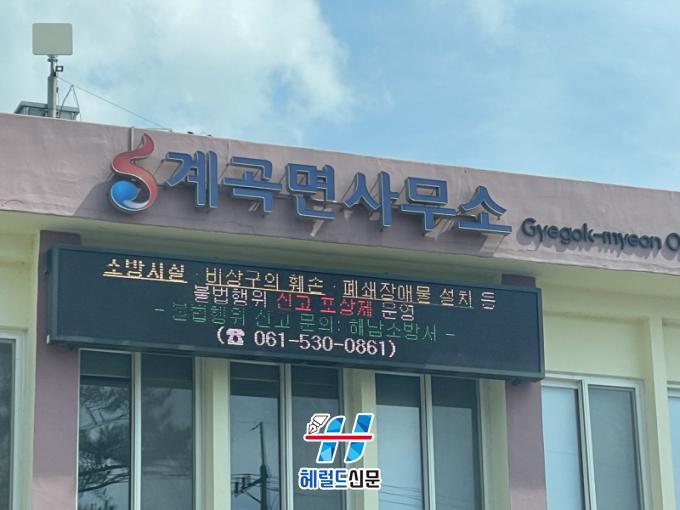 계곡면사무소
Gyegok-myeon O
소방시설·비상구의 훼손·폐쇄장애물 설치 등
불법행위 신고 포상제 운영
- 불법행위 신고 문의: 해남소방서 -
(☎ 061-530-0861)
헤럴드신문